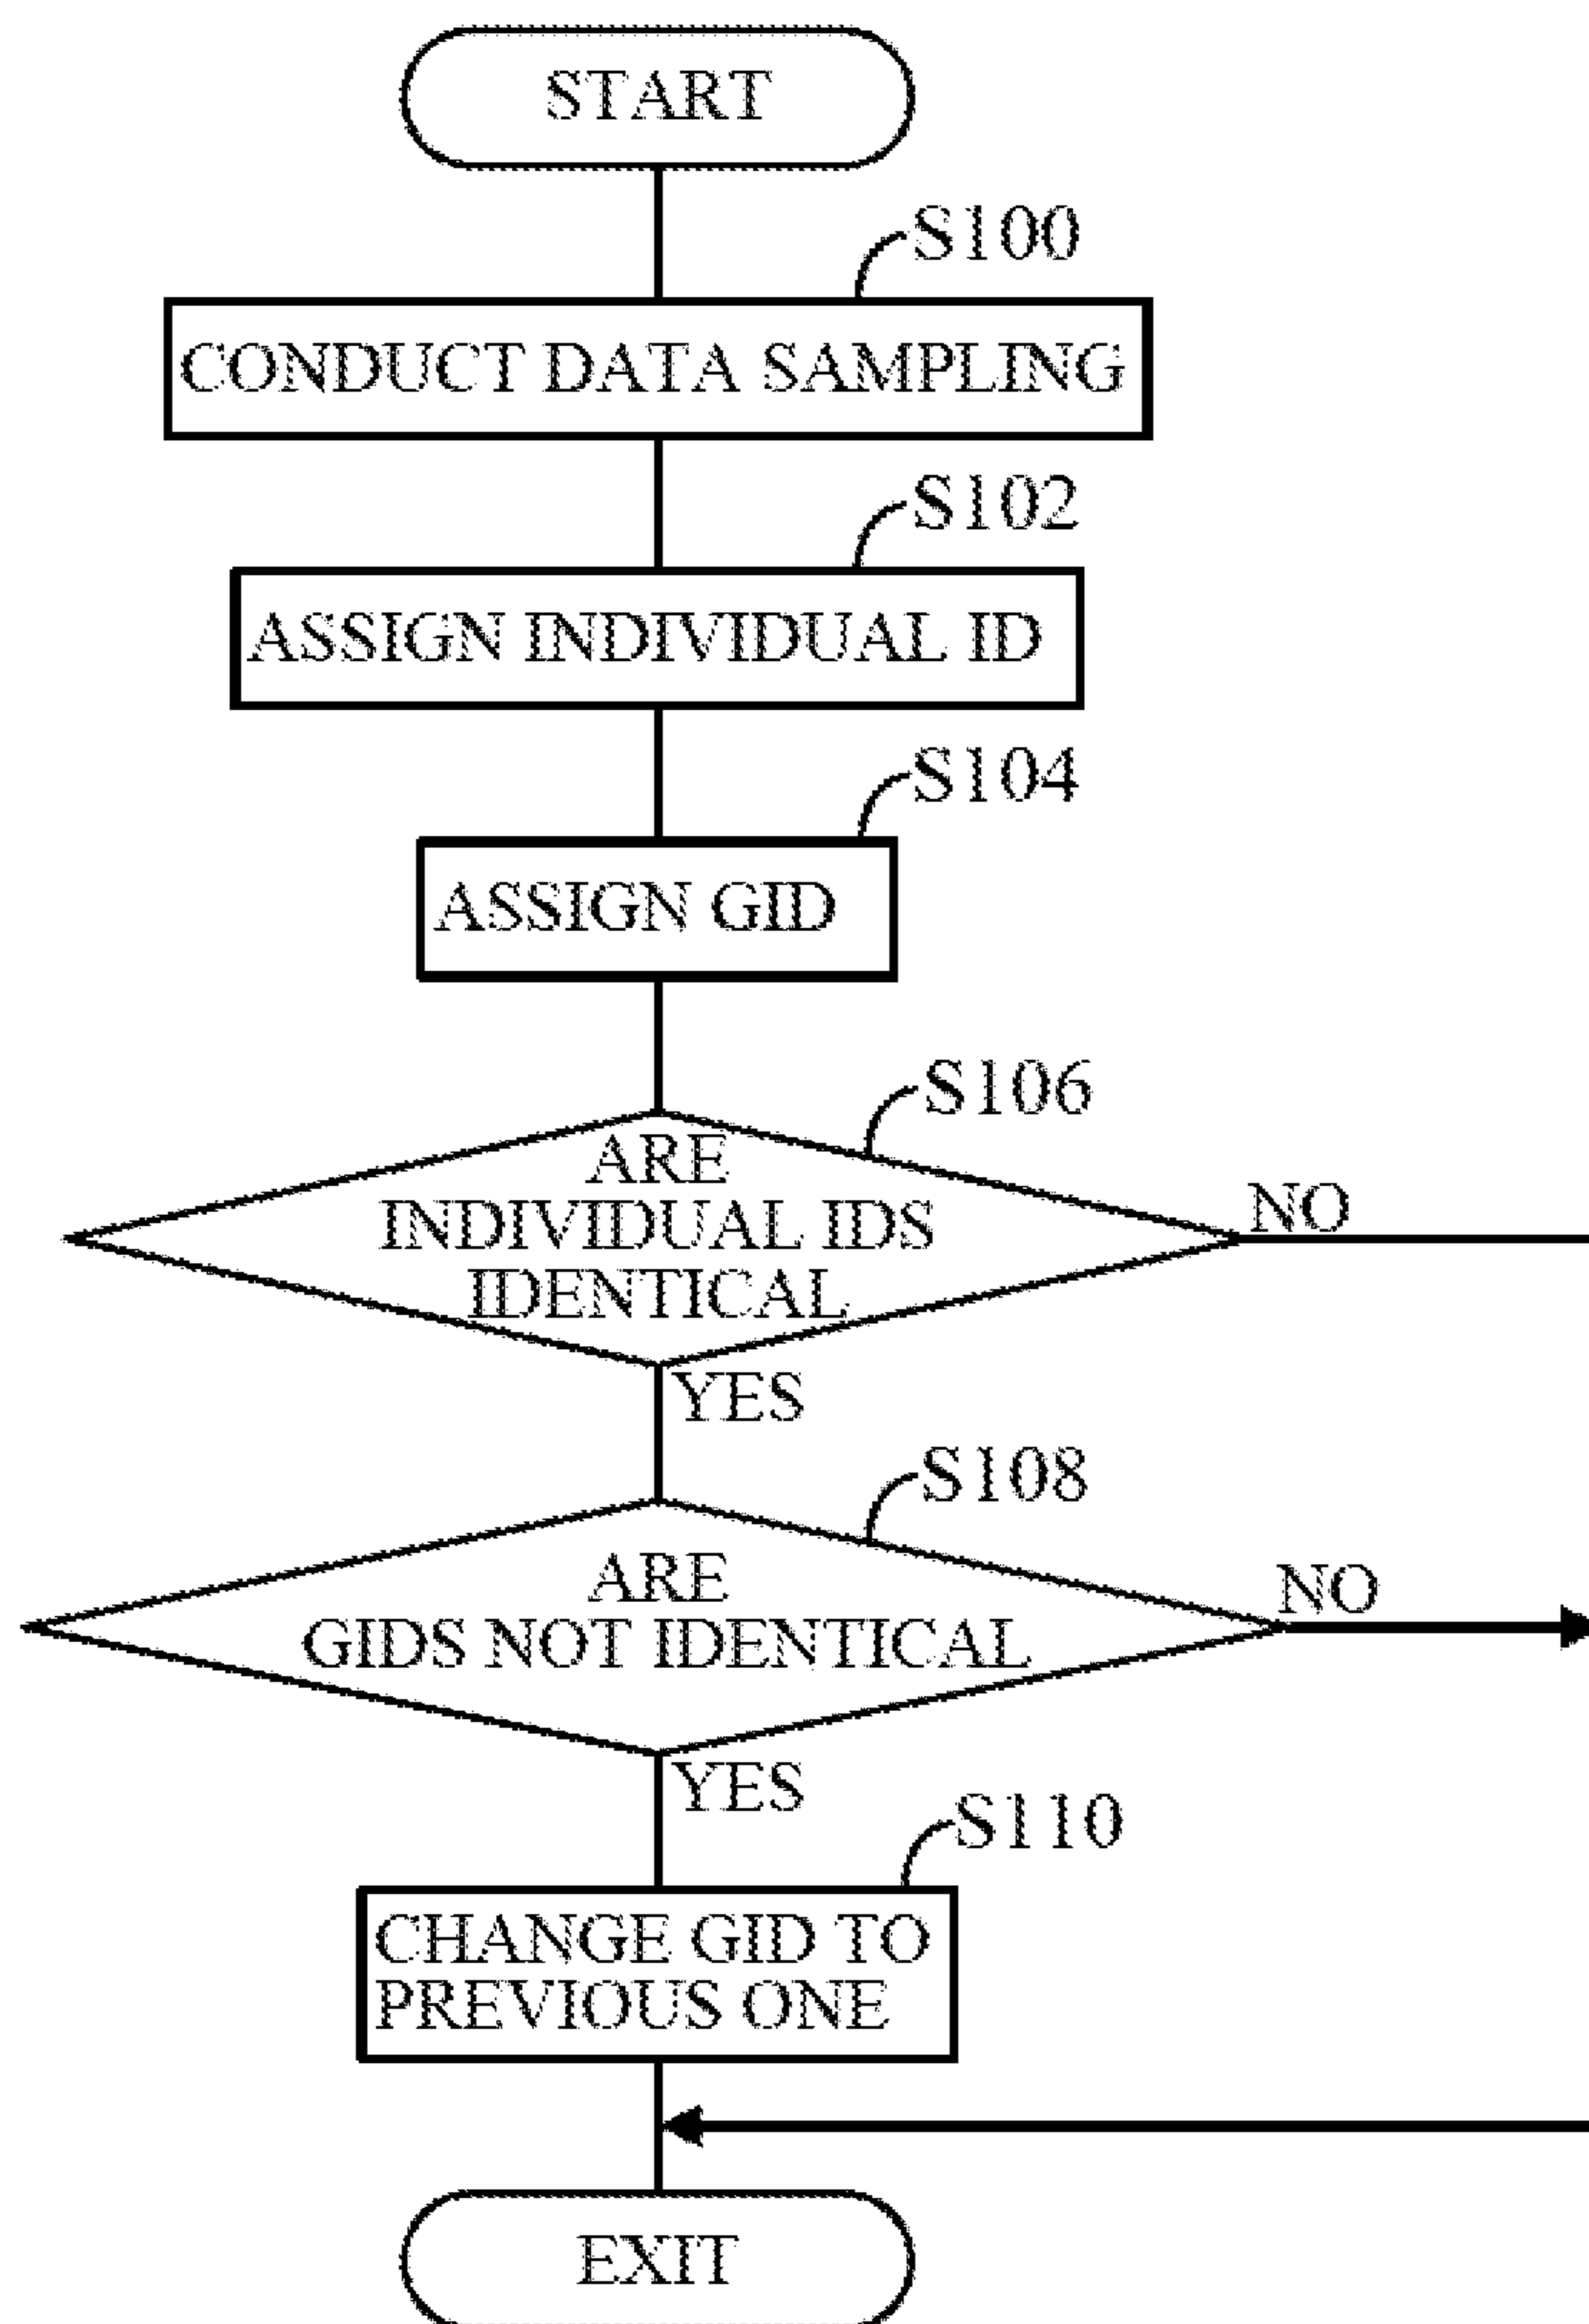 START
S100
CONDUCT DATA SAMPLING
S102
ASSIGN INDIVIDUAL ID
S104
ASSIGN GID
S106
ARE
INDIVIDUAL IDS
IDENTICAL
NO
YES
S108
ARE
GIDS NOT IDENTICAL
NO
YES
S110
CHANGE GID TO
PREVIOUS ONE
EXIT